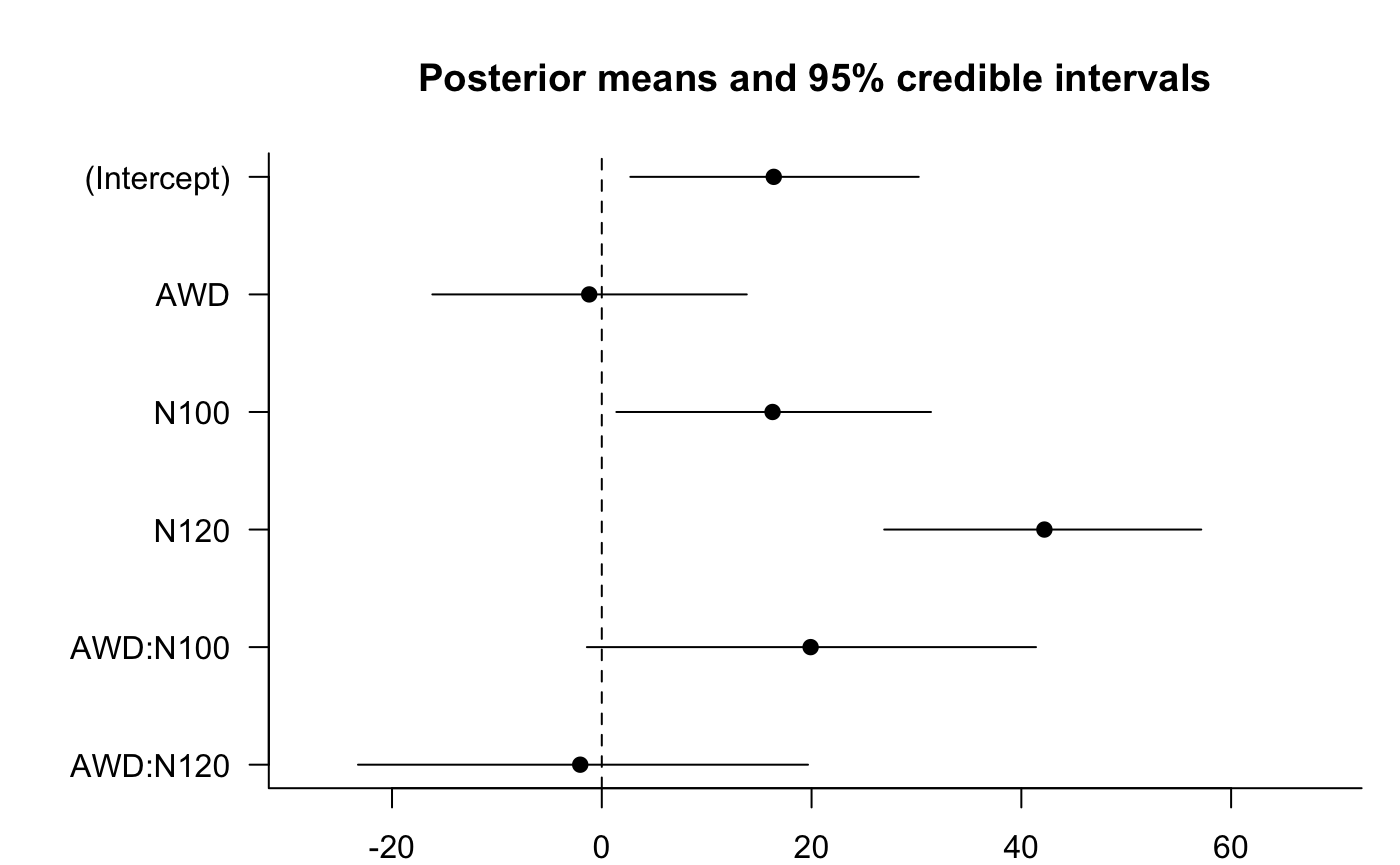 Posterior means and 95% credible intervals
(Intercept)
AWD
N100
N120
AWD:N100
AWD:N120
-20 0 20 40 60